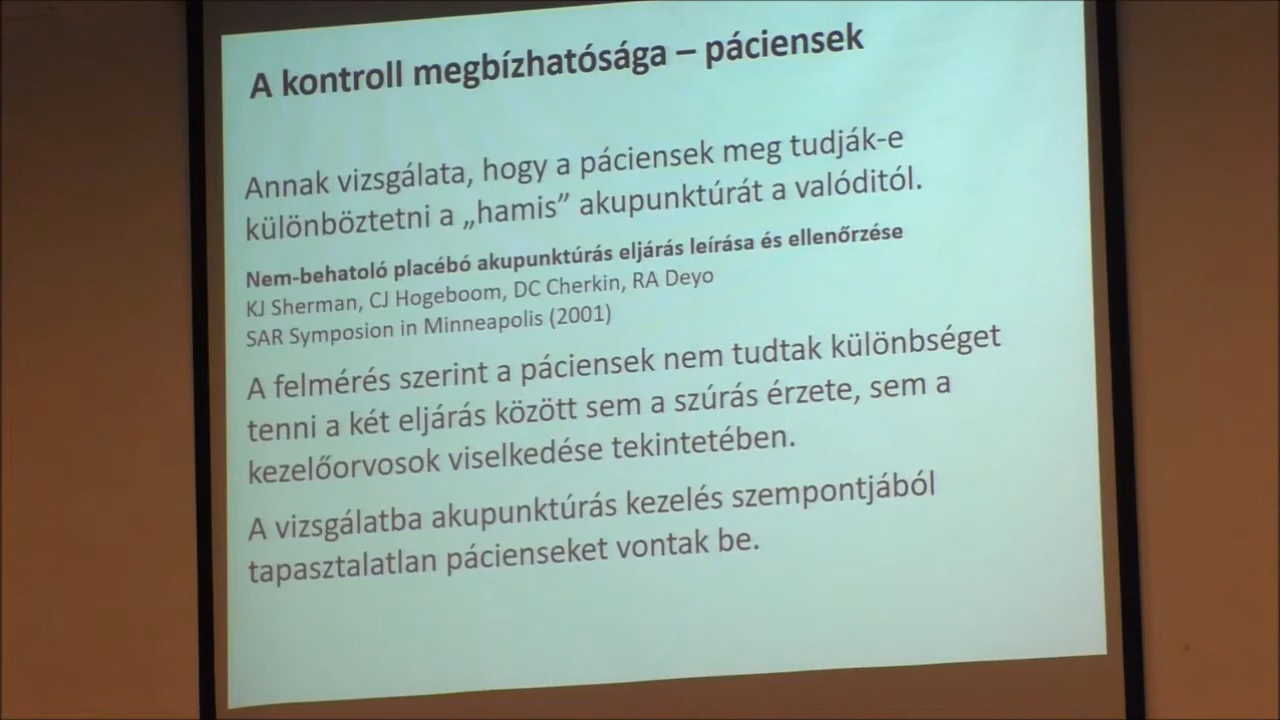 A kontroll megbízhatósága – páciensek
Annak vizsgálata, hogy a páciensek meg tudják-e
különböztetni a „hamis” akupunktúrát a valóditól.
Nem-behatoló placébó akupunktúrás eljárás leírása és ellenőrzése
KJ Sherman, CJ Hogeboom, DC Cherkin, RA Deyo
SAR Symposion in Minneapolis (2001)
A felmérés szerint a páciensek nem tudtak különbséget
tenni a két eljárás között sem a szúrás érzete, sem a
kezelőorvosok viselkedése tekintetében.
A vizsgálatba akupunktúrás kezelés szempontjából
tapasztalatlan pácienseket vontak be.